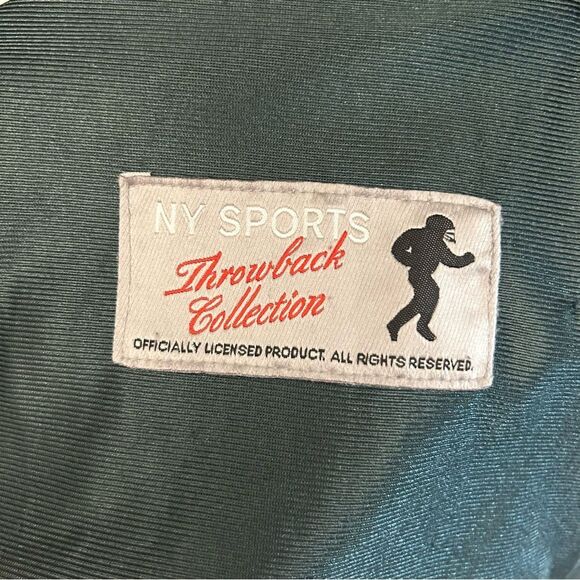 NY SPORTS
Throwback
Collection
OFFICIALLY LICENSED PRODUCT. ALL RIGHTS RESERVED.